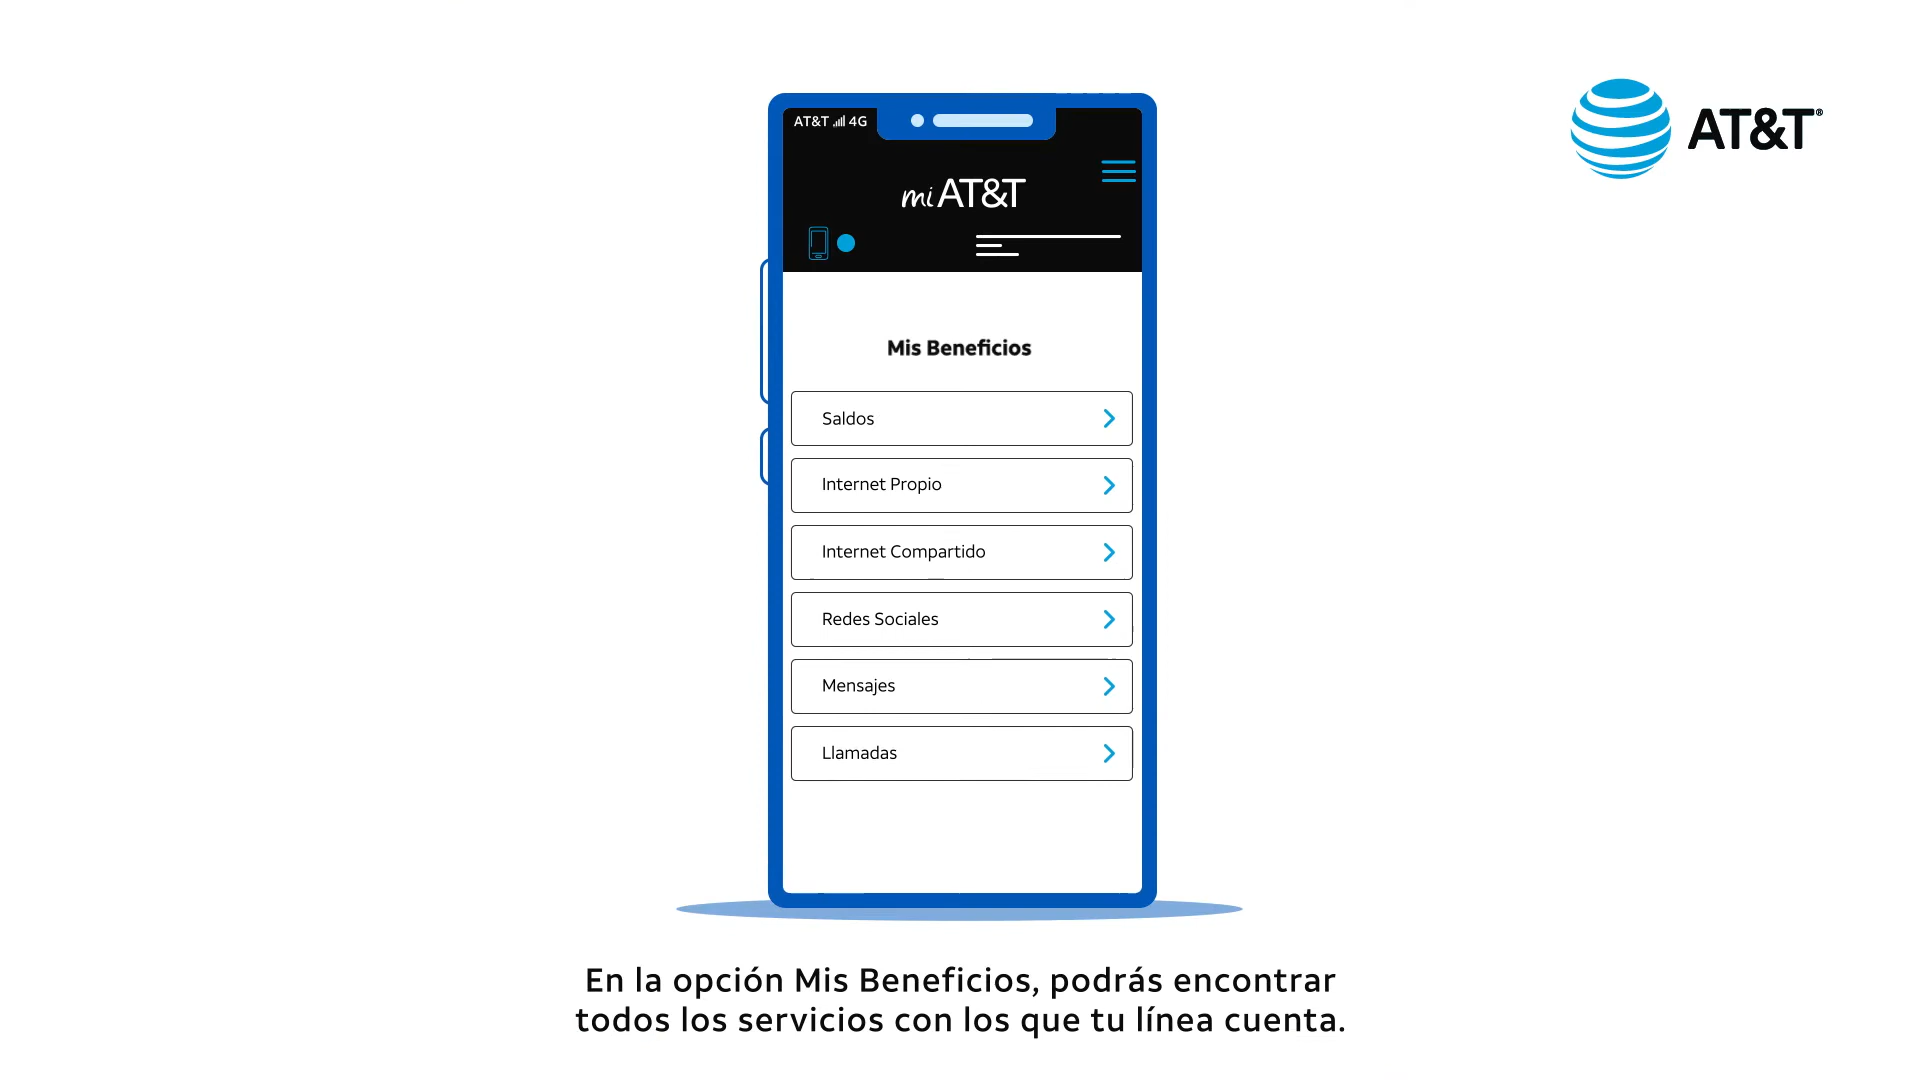 AT&T 4G
AT&T®
mi AT&T
Mis Beneficios
Saldos
Internet Propio
Internet Compartido
Redes Sociales
Mensajes
Llamadas
En la opción Mis Beneficios, podrás encontrar
todos los servicios con los que tu línea cuenta.